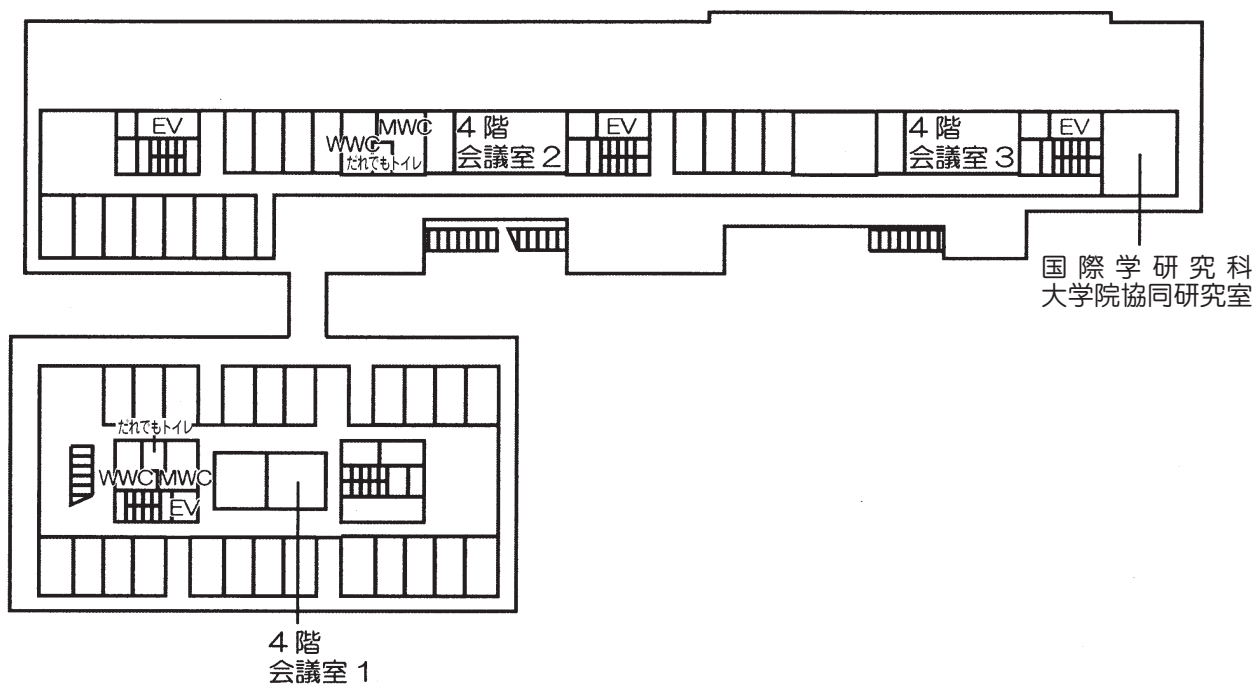 EV
MWC
WWC
だれでもトイレ
4階
会議室2
EV
4階
会議室3
EV
国際学研究科
大学院協同研究室
だれでもトイレ
WWC
MWC
EV
4階
会議室1